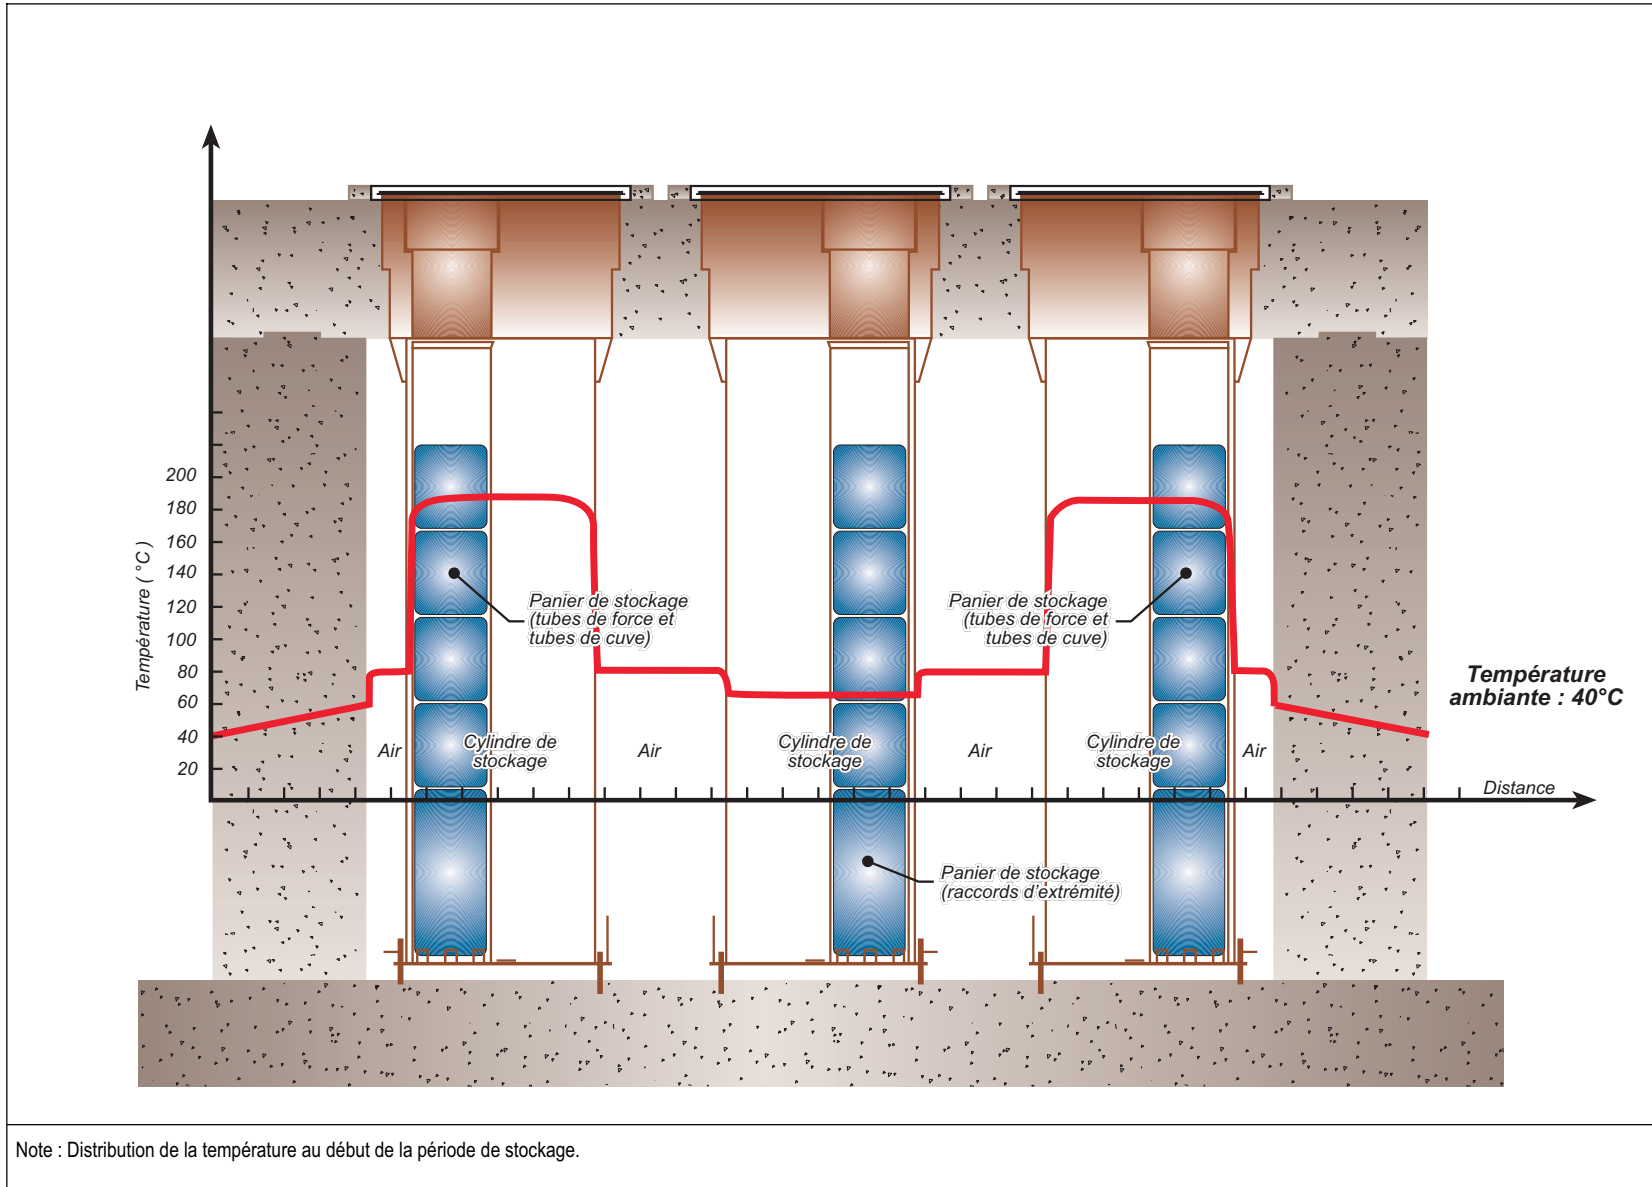 200
180
160
140
120
100
80
60
40
20
Température ( °C )
Panier de stockage
(tubes de force et
tubes de cuve)
Panier de stockage
(tubes de force et
tubes de cuve)
Température
ambiante : 40°C
Air
Cylindre de
stockage
Air
Cylindre de
stockage
Air
Cylindre de
stockage
Air
Distance
Panier de stockage
(raccords d'extrémité)
Note : Distribution de la température au début de la période de stockage.